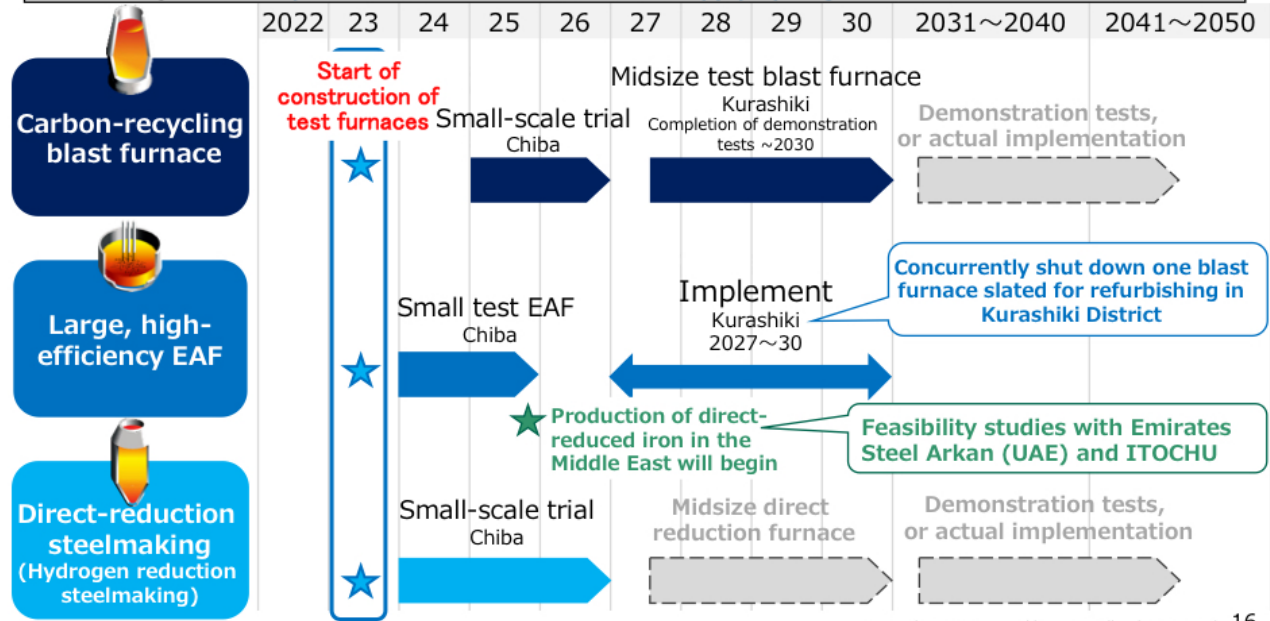 2022 23 24 25 26 27 28 29 30 2031～2040 2041～2050
Carbon-recycling
blast furnace
Start of
construction of
test furnaces
Small-scale trial
Chiba
Midsize test blast furnace
Kurashiki
Completion of demonstration
tests ~2030
Demonstration tests,
or actual implementation
Large, high-
efficiency EAF
Small test EAF
Chiba
Implement
Kurashiki
2027～30
Concurrently shut down one blast
furnace slated for refurbishing in
Kurashiki District
Production of direct-
reduced iron in the
Middle East will begin
Feasibility studies with Emirates
Steel Arkan (UAE) and ITOCHU
Direct-reduction
steelmaking
(Hydrogen reduction
steelmaking)
Small-scale trial
Chiba
Midsize direct
reduction furnace
Demonstration tests,
or actual implementation
16